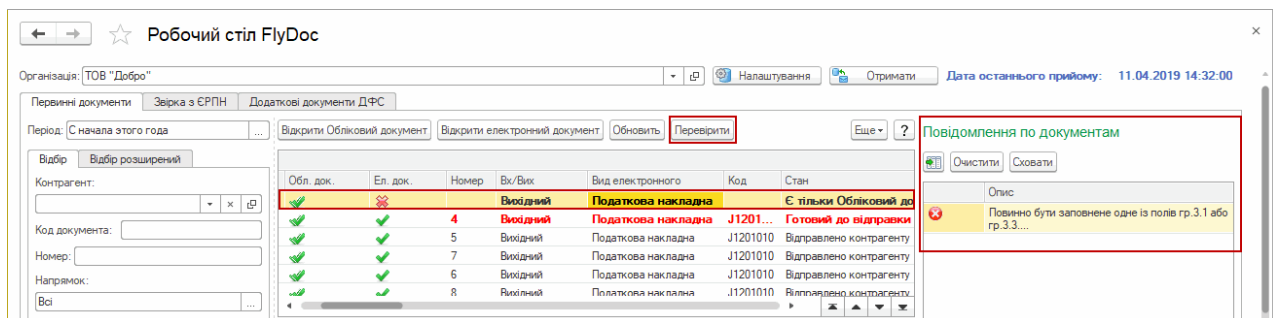 Робочий стіл FlyDoc
Організація: ТОВ "Добро" Налаштування Отримати Дата останнього прийому: 11.04.2019 14:32:00
Первинні документи Звірка з ЄРПН Додаткові документи ДФС
Період: С начала этого года ... Відкрити Обліковий документ Відкрити електронний документ Обновить Перевірити Еще ? Повідомлення по документам
Відбір Відбір розширений Очистити Сховати
Контрагент: Обл. док. Ел. док. Номер Вх/Вих Вид електронного Код Стан Опис
Вихідний Податкова накладна Є тільки Обліковий до
Повинно бути заповнене одне із полів гр.3.1 або
гр.3.3....
Код документа: 4 Вихідний Податкова накладна J1201... Готовий до відправки
5 Вихідний Податкова накладна J1201010 Відправлено контрагенту
Номер: 7 Вихідний Податкова накладна J1201010 Відправлено контрагенту
Напрямок: 6 Вихідний Податкова накладна J1201010 Відправлено контрагенту
Всі ... 8 Вихідний Податкова накладна J1201010 Відправлено контрагенту